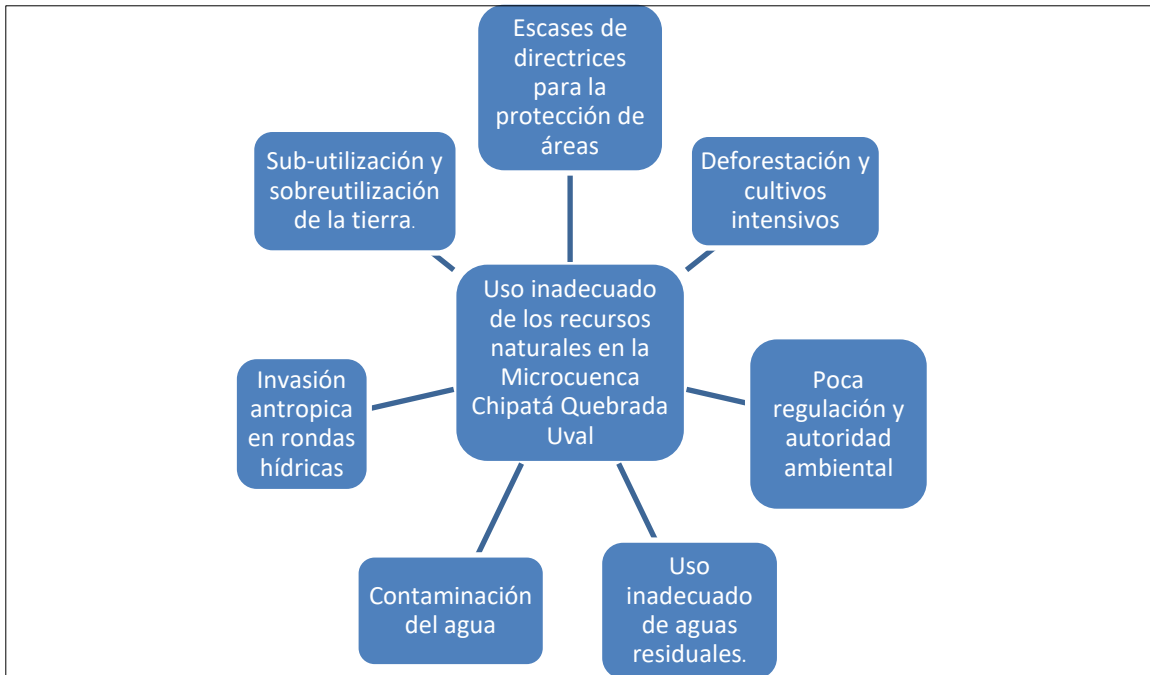 Escases de
directrices
para la
protección de
áreas
Sub-utilización y
sobreutilización
de la tierra.
Deforestación y
cultivos
intensivos
Uso inadecuado
de los recursos
naturales en la
Microcuenca
Chipatá Quebrada
Uval
Invasión
antropica
en rondas
hídricas
Poca
regulación y
autoridad
ambiental
Contaminación
del agua
Uso
inadecuado
de aguas
residuales.